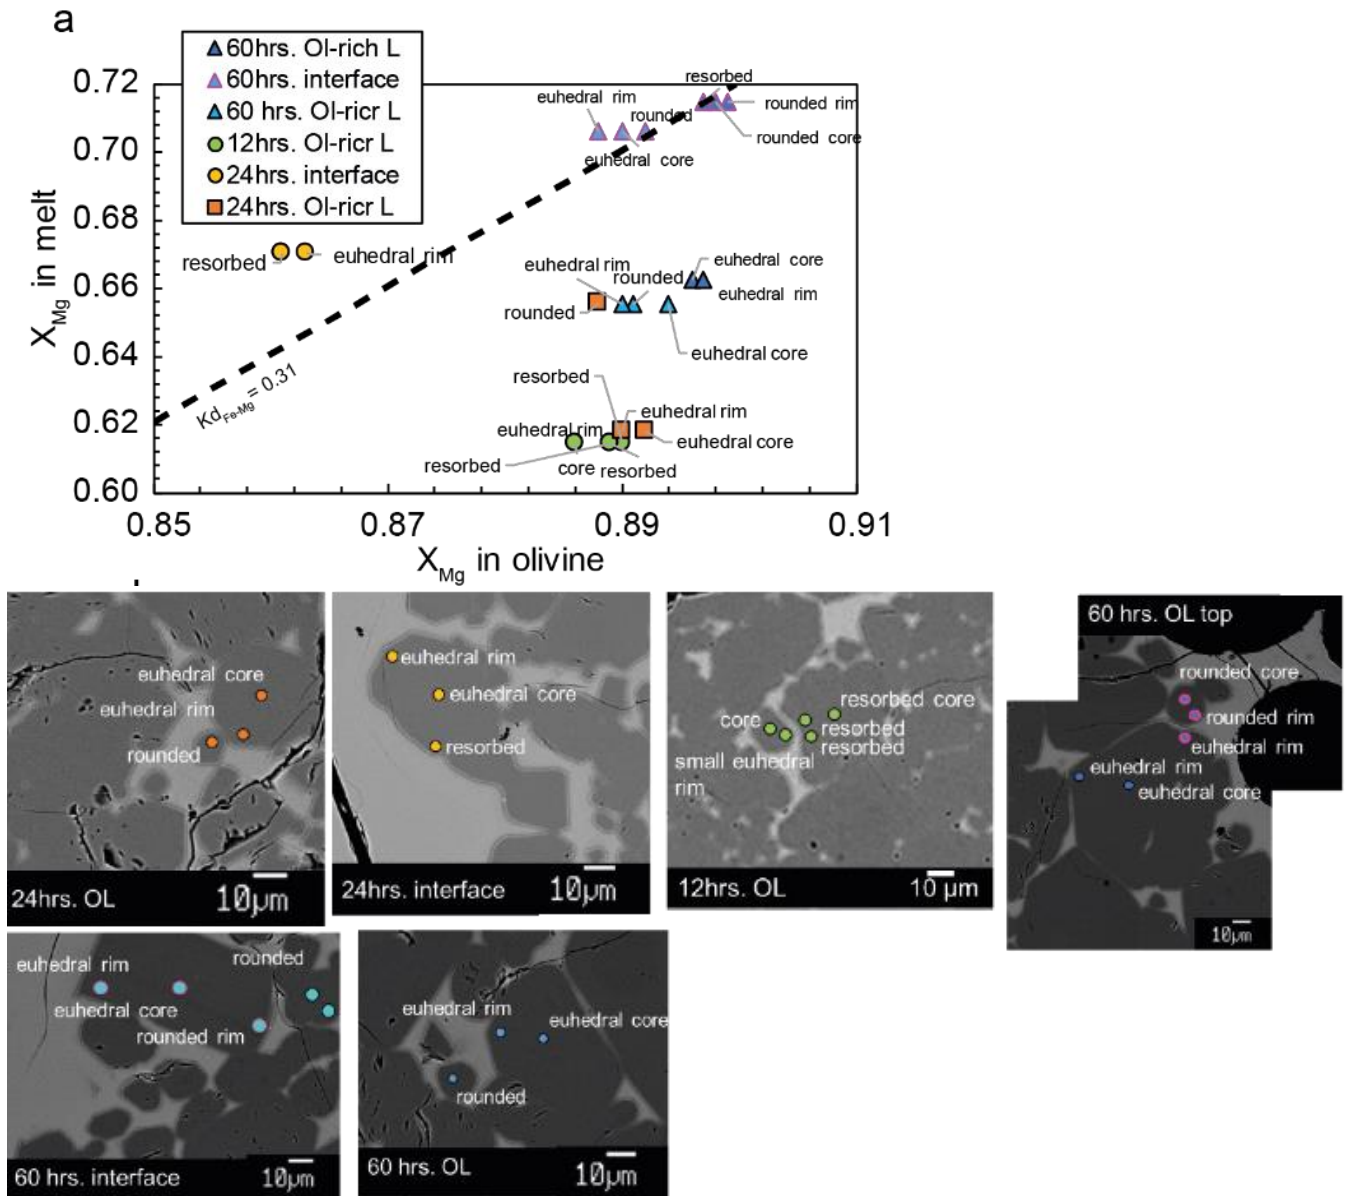 a
60hrs. Ol-rich L
60hrs. interface
60 hrs. Ol-ricr L
12hrs. Ol-ricr L
24hrs. interface
24hrs. Ol-ricr L
0.72
0.70
0.68
0.66
0.64
0.62
0.60
X_Mg in melt
0.85
0.87
0.89
0.91
X_Mg in olivine
Kd_Fe-Mg = 0.31
resorbed
euhedral rim
rounded
rounded rim
rounded core
euhedral core
resorbed
euhedral rim
euhedral rim
rounded
euhedral core
euhedral rim
rounded
euhedral core
resorbed
euhedral rim
euhedral rim
euhedral core
resorbed
core
resorbed
euhedral core
euhedral rim
rounded
24hrs. OL
10µm
euhedral rim
euhedral core
resorbed
24hrs. interface
10µm
resorbed core
core
resorbed
resorbed
small euhedral
rim
12hrs. OL
10 µm
60 hrs. OL top
rounded core
rounded rim
euhedral rim
euhedral rim
euhedral core
10µm
euhedral rim
rounded
euhedral core
rounded rim
60 hrs. interface
10µm
euhedral rim
euhedral core
rounded
60 hrs. OL
10µm